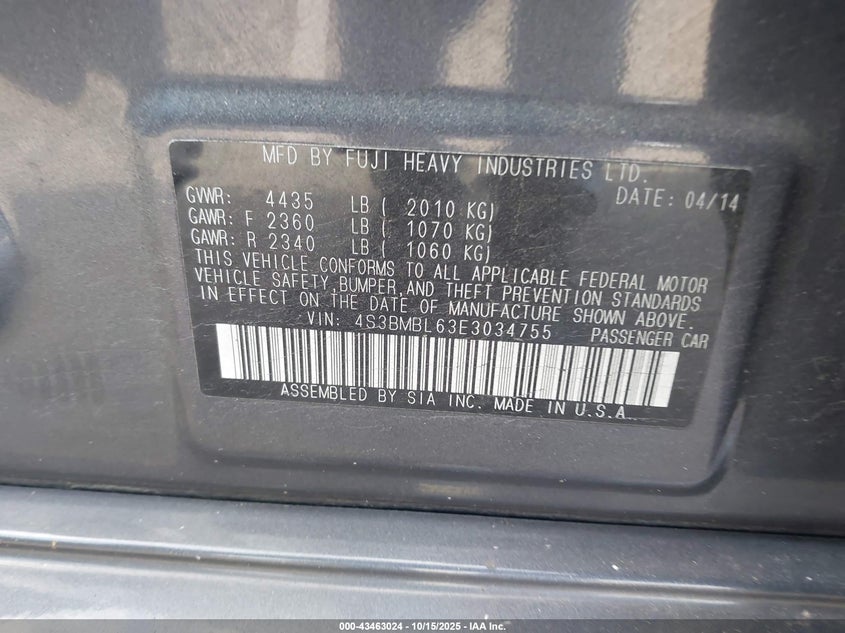 MFD BY FUJI HEAVY INDUSTRIES LTD.
GVWR: 4435 LB ( 2010 KG) DATE: 04/14
GAWR: F 2360 LB ( 1070 KG)
GAWR: R 2340 LB ( 1060 KG)
THIS VEHICLE CONFORMS TO ALL APPLICABLE FEDERAL MOTOR
VEHICLE SAFETY, BUMPER, AND THEFT PREVENTION STANDARDS
IN EFFECT ON THE DATE OF MANUFACTURE SHOWN ABOVE.
VIN: 4S3BMBL63E3034755 PASSENGER CAR
ASSEMBLED BY SIA INC. MADE IN U.S.A.
000-43463024 - 10/15/2025 - IAA Inc.